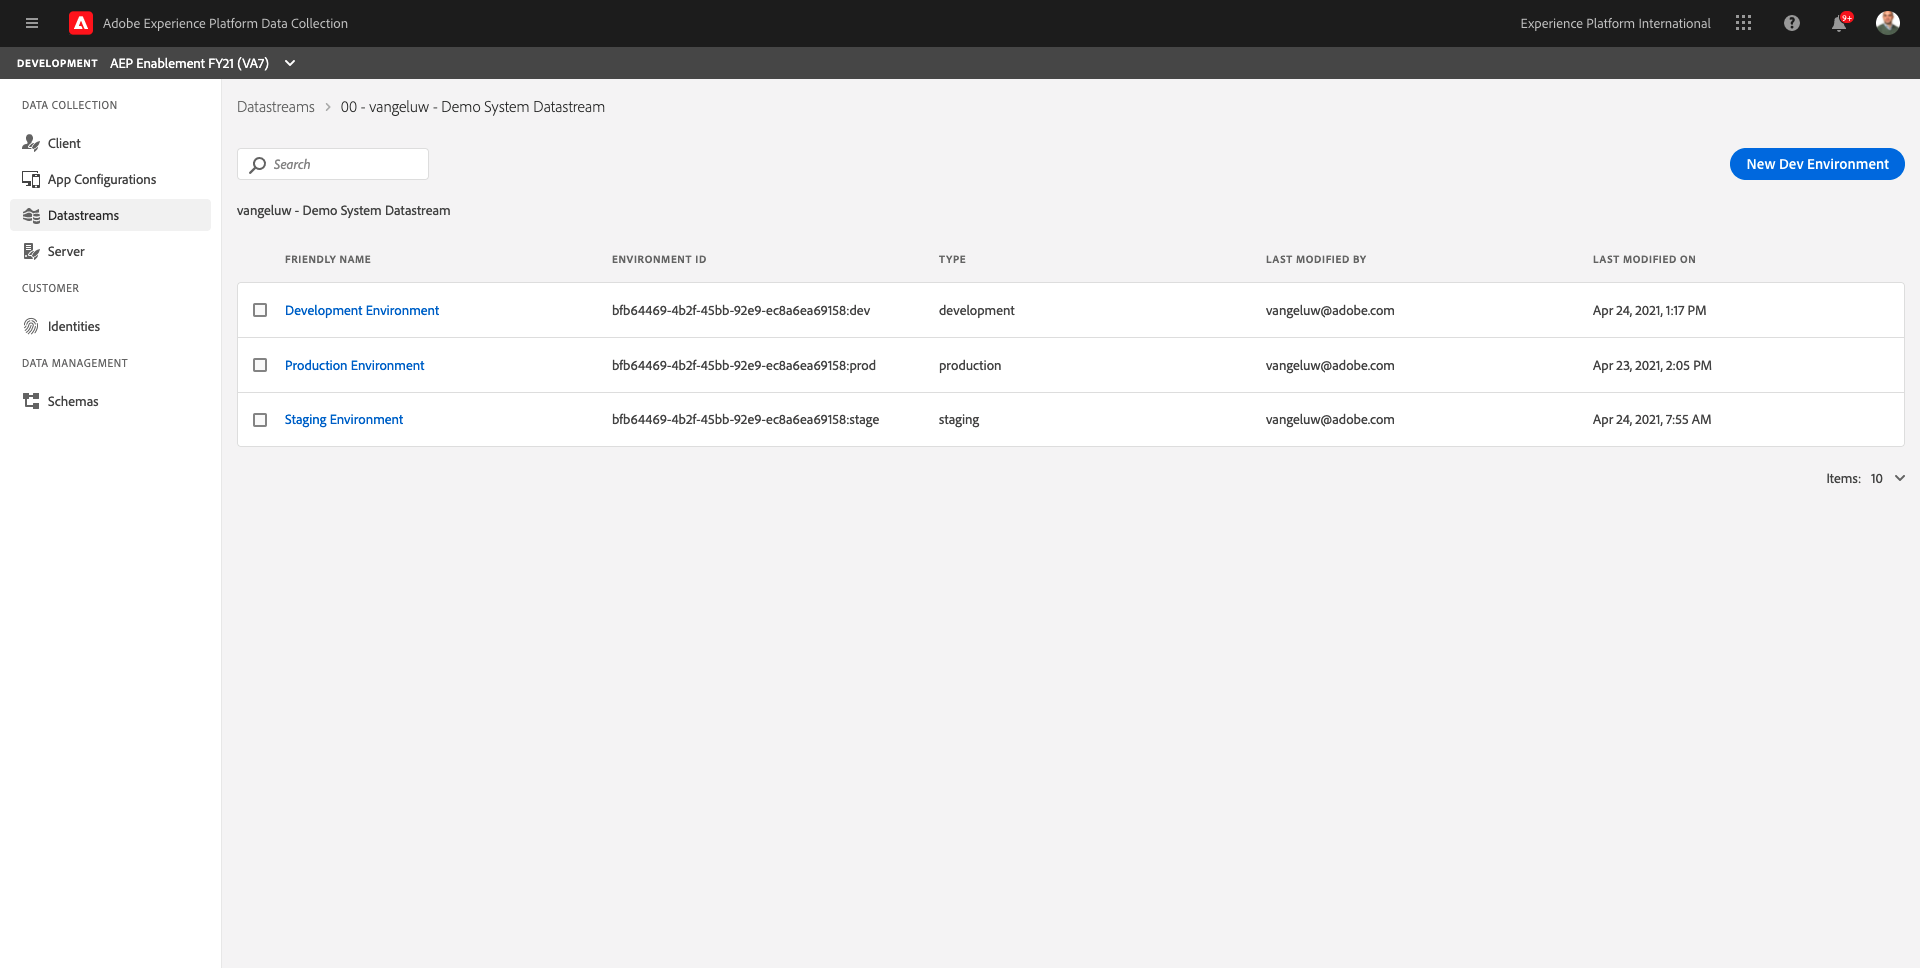 Adobe Experience Platform Data Collection
Experience Platform International
9+
DEVELOPMENT AEP Enablement FY21 (VA7)
DATA COLLECTION
Client
App Configurations
Datastreams
Server
CUSTOMER
Identities
DATA MANAGEMENT
Schemas
Datastreams > 00 - vangeluw - Demo System Datastream
Search
New Dev Environment
vangeluw - Demo System Datastream
FRIENDLY NAME ENVIRONMENT ID TYPE LAST MODIFIED BY LAST MODIFIED ON
Development Environment bfb64469-4b2f-45bb-92e9-ec8a6ea69158:dev development vangeluw@adobe.com Apr 24, 2021, 1:17 PM
Production Environment bfb64469-4b2f-45bb-92e9-ec8a6ea69158:prod production vangeluw@adobe.com Apr 23, 2021, 2:05 PM
Staging Environment bfb64469-4b2f-45bb-92e9-ec8a6ea69158:stage staging vangeluw@adobe.com Apr 24, 2021, 7:55 AM
Items: 10